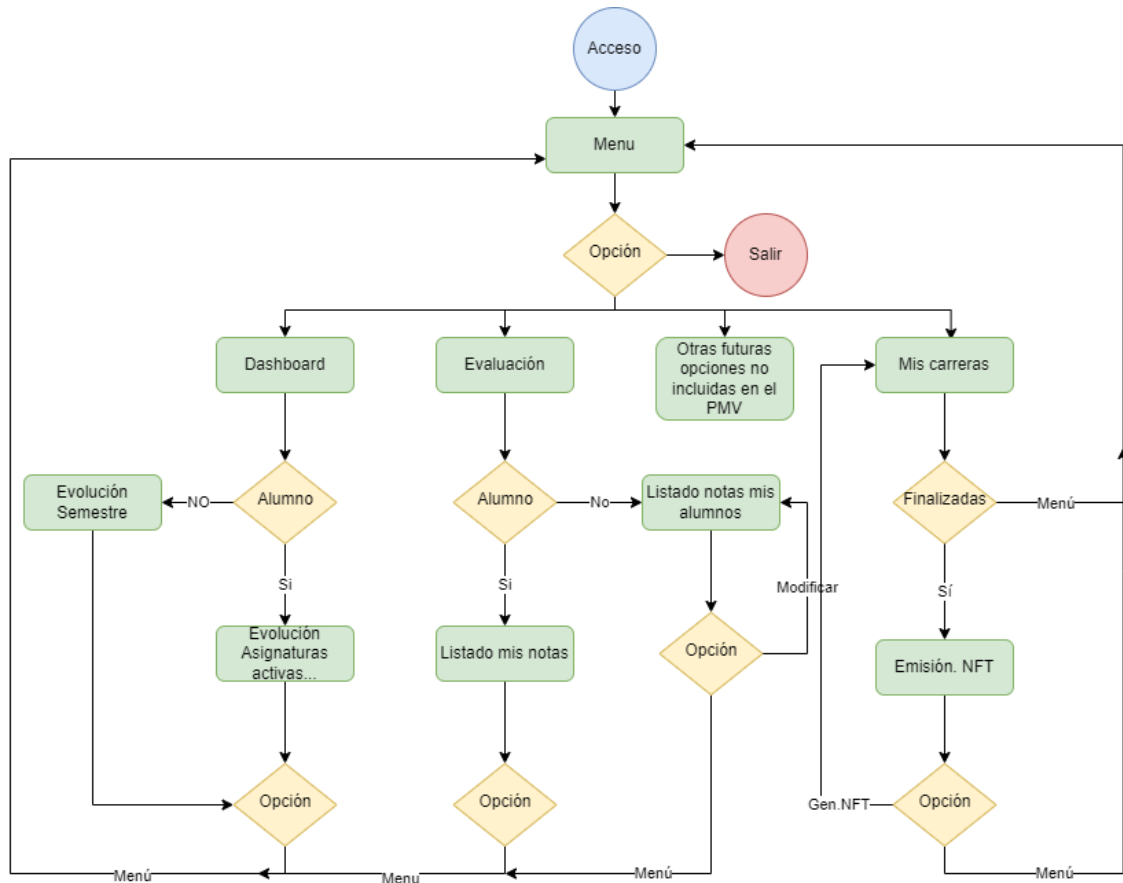 Acceso
Menu
Opción
Salir
Dashboard
Evaluación
Otras futuras
opciones no
incluidas en el
PMV
Mis carreras
Evolución
Semestre
NO
Alumno
Alumno
No
Listado notas mis
alumnos
Finalizadas
Menú
Si
Si
Modificar
Sí
Evolución
Asignaturas
activas...
Listado mis notas
Opción
Emisión. NFT
Opción
Opción
Gen.NFT
Opción
Menú
Menu
Menú
Menú